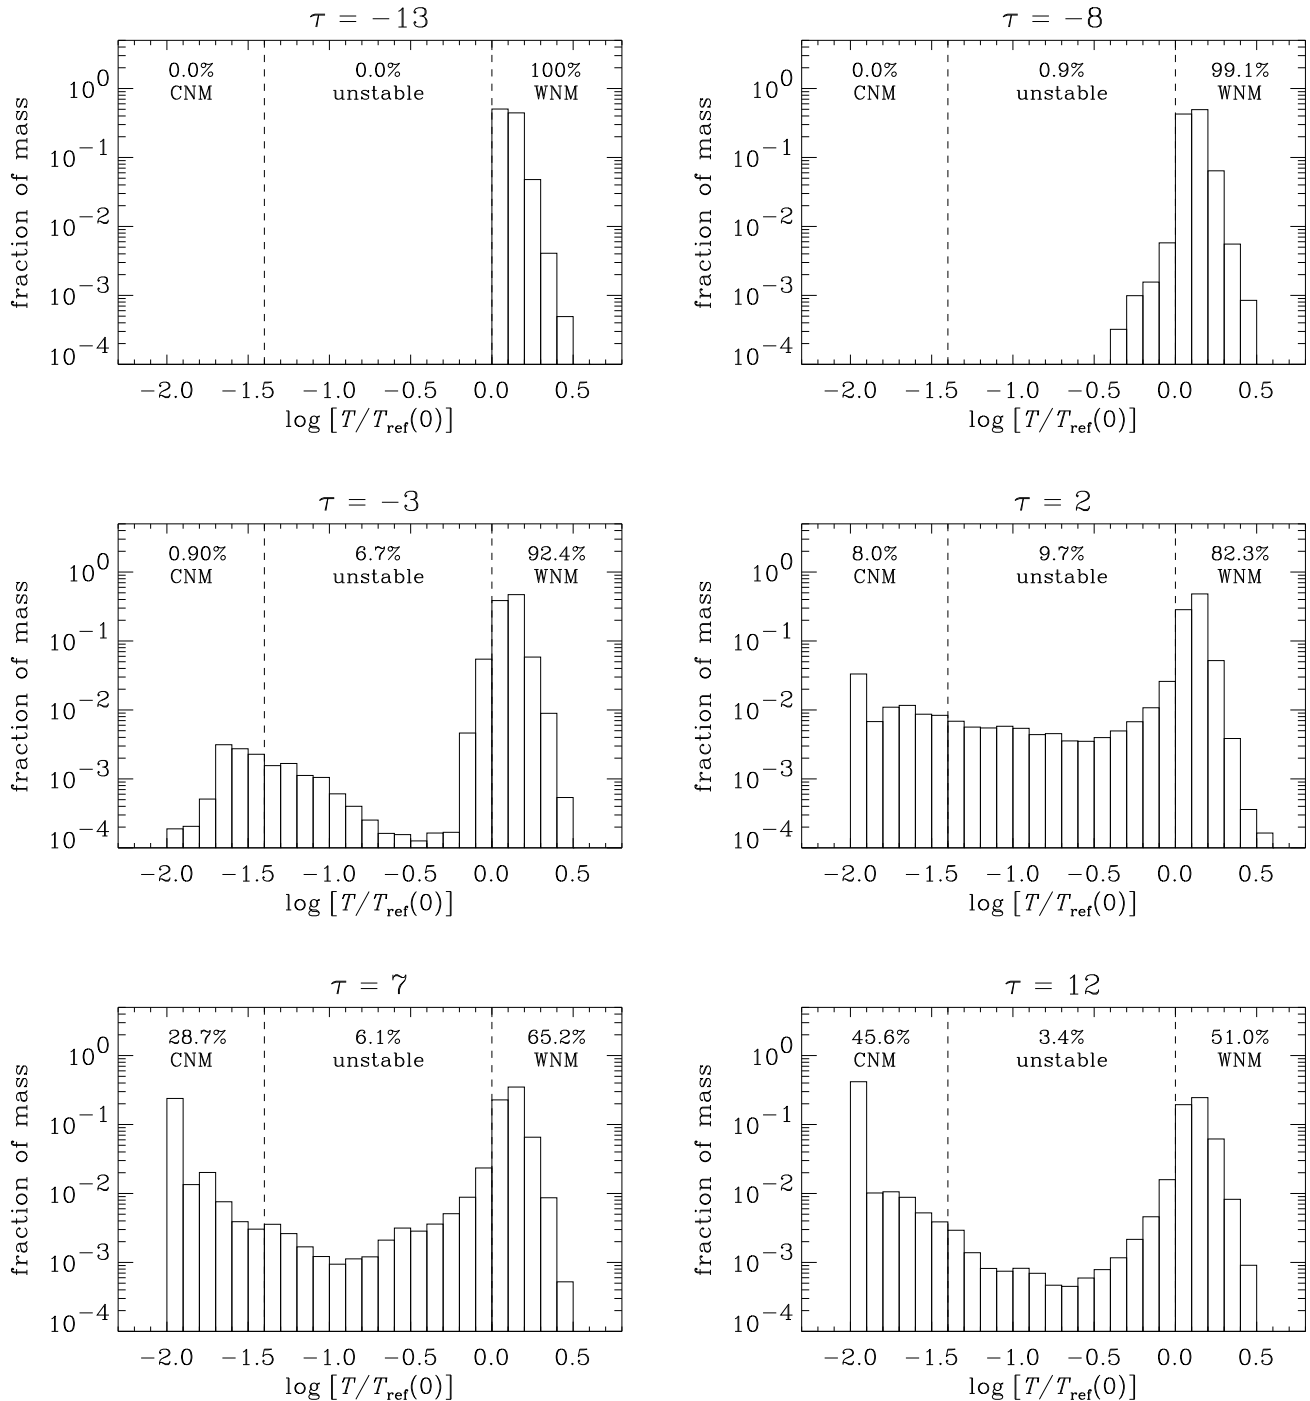 τ = −13
0.0% 0.0% 100%
CNM unstable WNM
fraction of mass
10^0
10^−1
10^−2
10^−3
10^−4
−2.0 −1.5 −1.0 −0.5 0.0 0.5
log [T/T_ref(0)]
τ = −8
0.0% 0.9% 99.1%
CNM unstable WNM
fraction of mass
10^0
10^−1
10^−2
10^−3
10^−4
−2.0 −1.5 −1.0 −0.5 0.0 0.5
log [T/T_ref(0)]
τ = −3
0.90% 6.7% 92.4%
CNM unstable WNM
fraction of mass
10^0
10^−1
10^−2
10^−3
10^−4
−2.0 −1.5 −1.0 −0.5 0.0 0.5
log [T/T_ref(0)]
τ = 2
8.0% 9.7% 82.3%
CNM unstable WNM
fraction of mass
10^0
10^−1
10^−2
10^−3
10^−4
−2.0 −1.5 −1.0 −0.5 0.0 0.5
log [T/T_ref(0)]
τ = 7
28.7% 6.1% 65.2%
CNM unstable WNM
fraction of mass
10^0
10^−1
10^−2
10^−3
10^−4
−2.0 −1.5 −1.0 −0.5 0.0 0.5
log [T/T_ref(0)]
τ = 12
45.6% 3.4% 51.0%
CNM unstable WNM
fraction of mass
10^0
10^−1
10^−2
10^−3
10^−4
−2.0 −1.5 −1.0 −0.5 0.0 0.5
log [T/T_ref(0)]